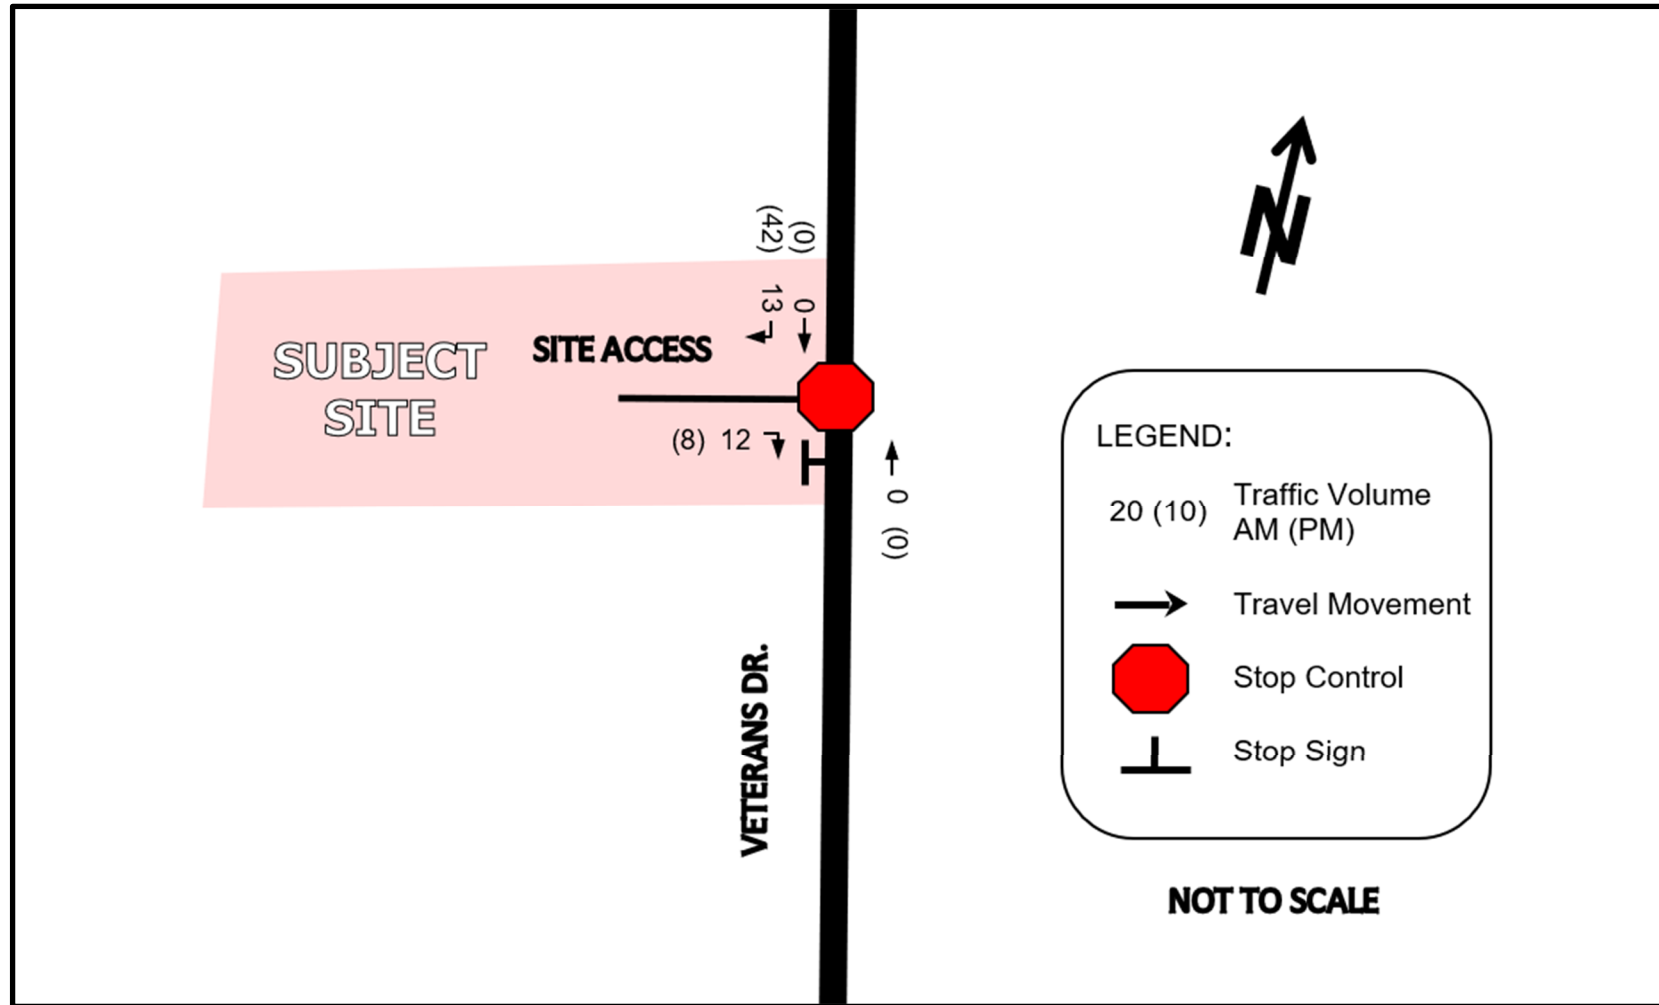 (42)
(0)
13
0
SUBJECT
SITE
SITE ACCESS
(8) 12
0 (0)
VETERANS DR.
N
LEGEND:
20 (10)
Traffic Volume
AM (PM)
Travel Movement
Stop Control
Stop Sign
NOT TO SCALE